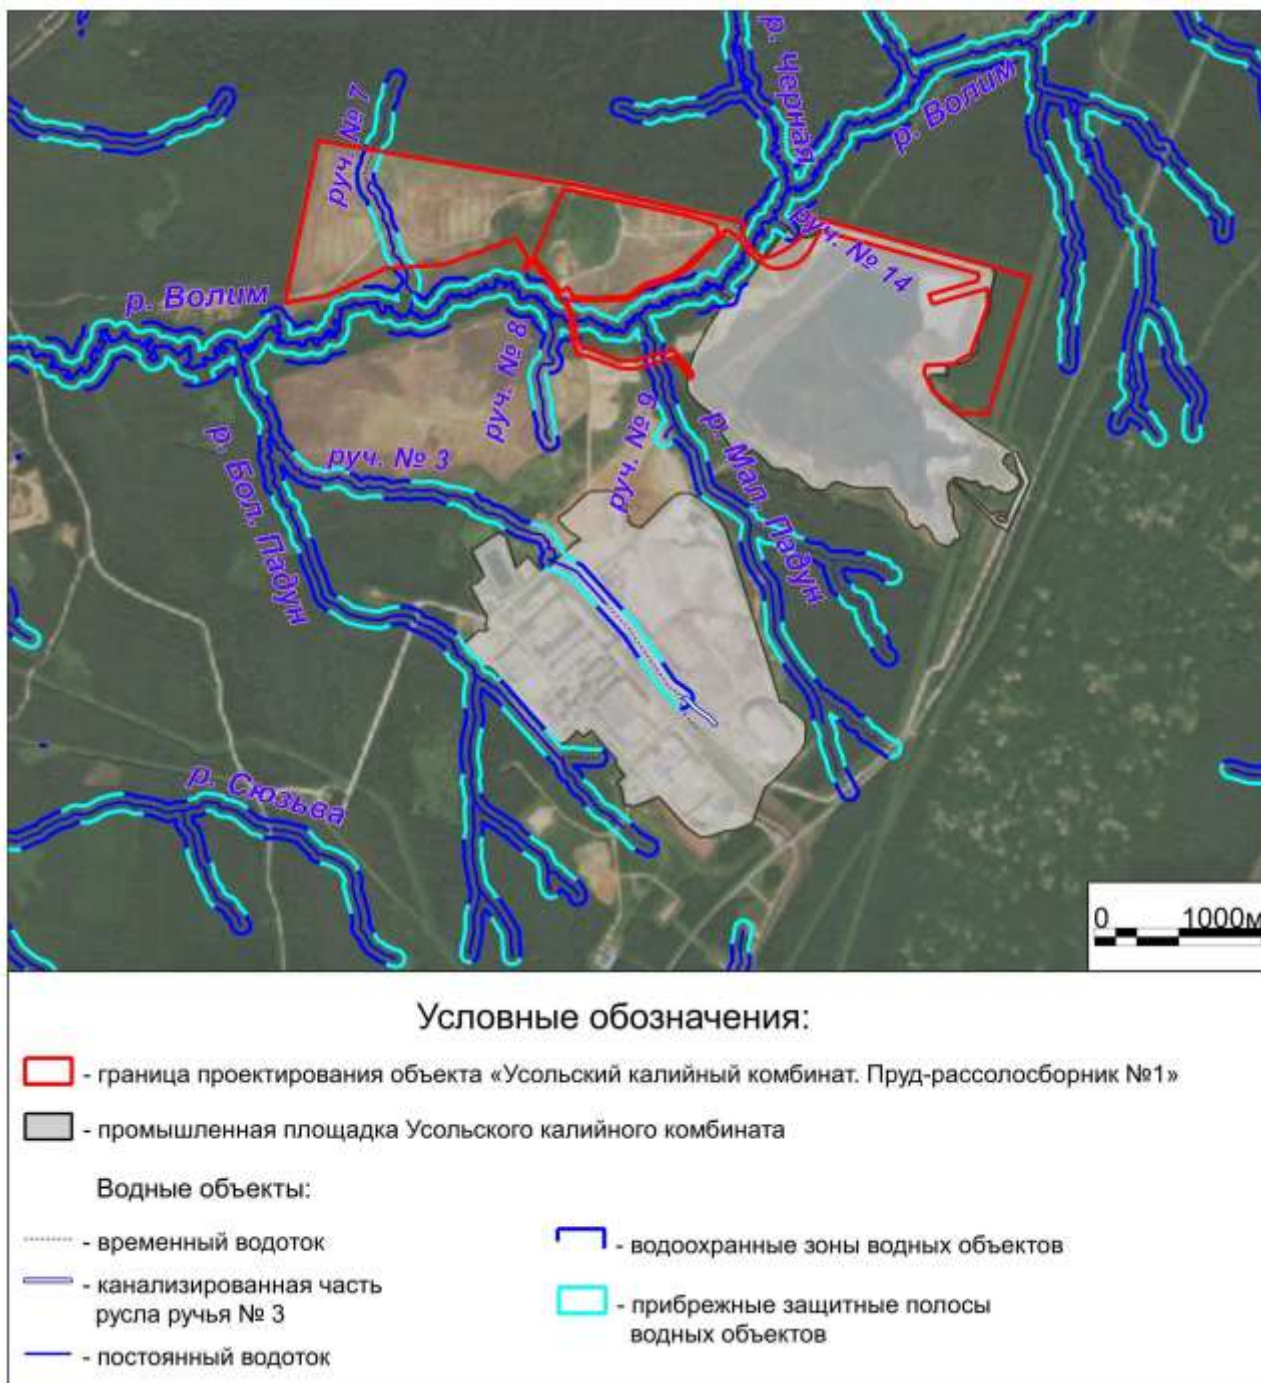 руч. № 7
р. Черная
р. Волим
руч. № 14
р. Волим
руч. № 8
руч. № 9
руч. № 3
р. Бол. Падун
р. Мал. Падун
р. Сюзьва
0 1000м
Условные обозначения:
- граница проектирования объекта «Усольский калийный комбинат. Пруд-рассолосборник №1»
- промышленная площадка Усольского калийного комбината
Водные объекты:
- временный водоток
- канализированная часть
русла ручья № 3
- постоянный водоток
- водоохранные зоны водных объектов
- прибрежные защитные полосы
водных объектов